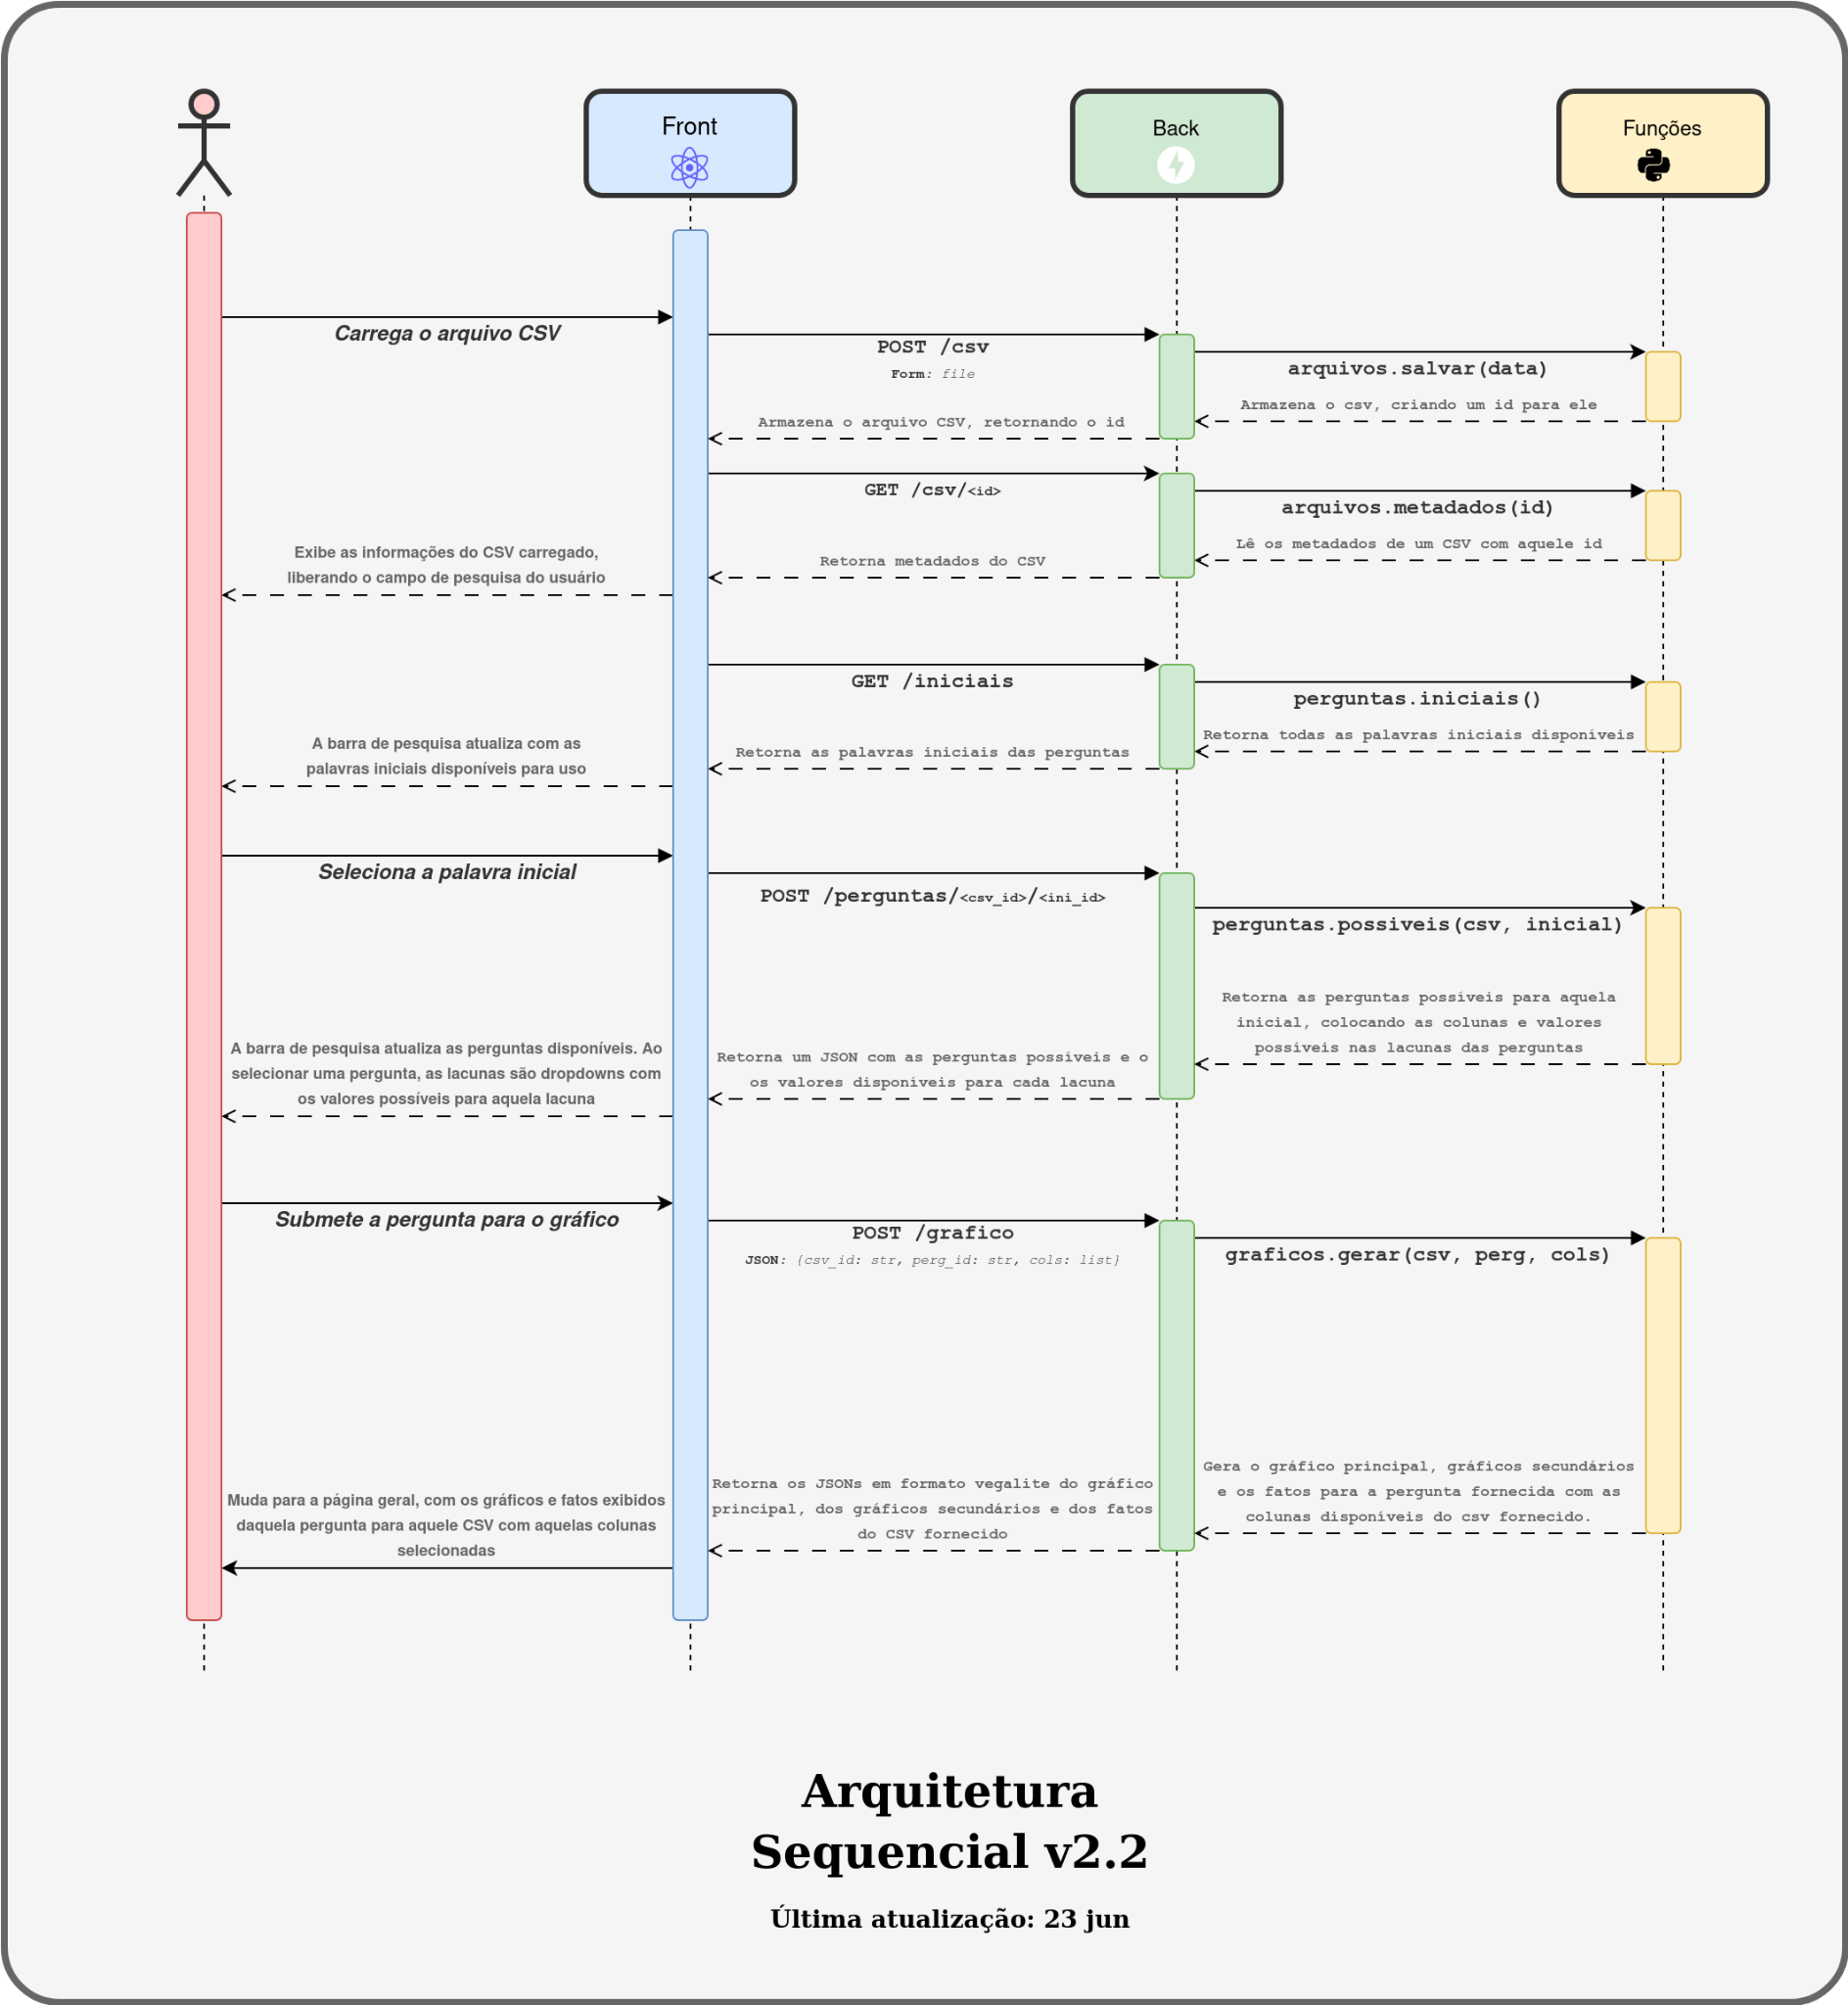 Front
Back
Funções
Carrega o arquivo CSV
POST /csv
Form: file
arquivos.salvar(data)
Armazena o csv, criando um id para ele
Armazena o arquivo CSV, retornando o id
GET /csv/<id>
arquivos.metadados(id)
Lê os metadados de um CSV com aquele id
Retorna metadados do CSV
Exibe as informações do CSV carregado,
liberando o campo de pesquisa do usuário
GET /iniciais
perguntas.iniciais()
Retorna todas as palavras iniciais disponíveis
Retorna as palavras iniciais das perguntas
A barra de pesquisa atualiza com as
palavras iniciais disponíveis para uso
Seleciona a palavra inicial
POST /perguntas/<csv_id>/<ini_id>
perguntas.possiveis(csv, inicial)
Retorna as perguntas possíveis para aquela
inicial, colocando as colunas e valores
possíveis nas lacunas das perguntas
Retorna um JSON com as perguntas possíveis e o
os valores disponíveis para cada lacuna
A barra de pesquisa atualiza as perguntas disponíveis. Ao
selecionar uma pergunta, as lacunas são dropdowns com
os valores possíveis para aquela lacuna
Submete a pergunta para o gráfico
POST /grafico
JSON: {csv_id: str, perg_id: str, cols: list}
graficos.gerar(csv, perg, cols)
Gera o gráfico principal, gráficos secundários
e os fatos para a pergunta fornecida com as
colunas disponíveis do csv fornecido.
Retorna os JSONs em formato vegalite do gráfico
principal, dos gráficos secundários e dos fatos
do CSV fornecido
Muda para a página geral, com os gráficos e fatos exibidos
daquela pergunta para aquele CSV com aquelas colunas
selecionadas
Arquitetura
Sequencial v2.2
Última atualização: 23 jun